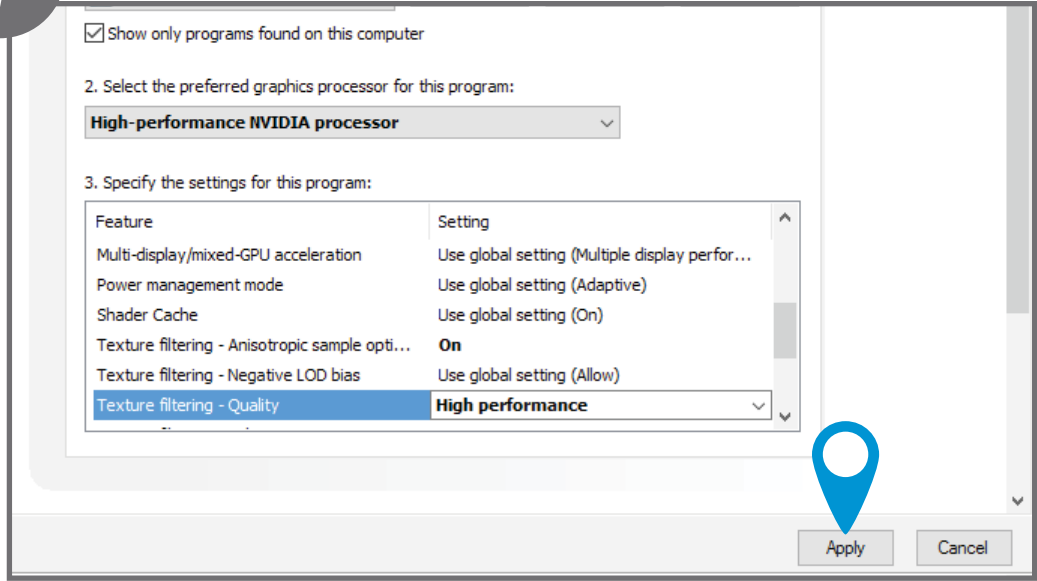 Show only programs found on this computer
2. Select the preferred graphics processor for this program:
High-performance NVIDIA processor
3. Specify the settings for this program:
Feature Setting
Multi-display/mixed-GPU acceleration Use global setting (Multiple display perfor...
Power management mode Use global setting (Adaptive)
Shader Cache Use global setting (On)
Texture filtering - Anisotropic sample opti... On
Texture filtering - Negative LOD bias Use global setting (Allow)
Texture filtering - Quality High performance
Apply Cancel